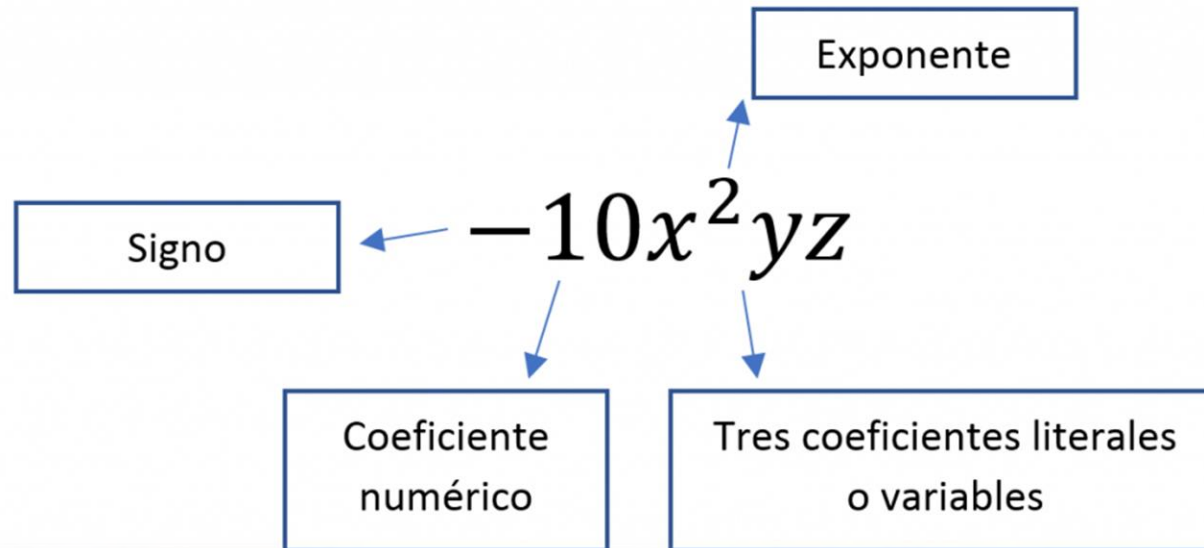 Exponente
Signo
−10x²yz
Coeficiente
numérico
Tres coeficientes literales
o variables